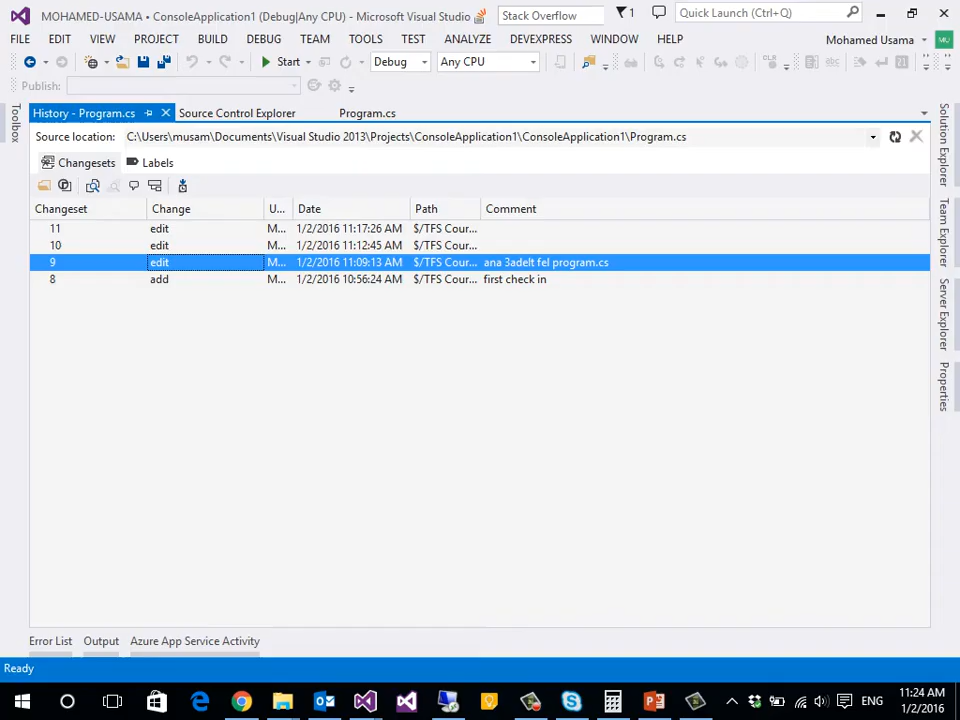 MOHAMED-USAMA • ConsoleApplication1 (Debug|Any CPU) - Microsoft Visual Studio
Stack Overflow
1
Quick Launch (Ctrl+Q)
FILE EDIT VIEW PROJECT BUILD DEBUG TEAM TOOLS TEST ANALYZE DEVEXPRESS WINDOW HELP
Mohamed Usama
MU
Start Debug Any CPU
Publish:
History - Program.cs Source Control Explorer Program.cs
Toolbox
Source location: C:\Users\musam\Documents\Visual Studio 2013\Projects\ConsoleApplication1\ConsoleApplication1\Program.cs
Changesets Labels
Changeset Change U... Date Path Comment
11 edit M... 1/2/2016 11:17:26 AM $/TFS Cour...
10 edit M... 1/2/2016 11:12:45 AM $/TFS Cour...
9 edit M... 1/2/2016 11:09:13 AM $/TFS Cour... ana 3adelt fel program.cs
8 add M... 1/2/2016 10:56:24 AM $/TFS Cour... first check in
Solution Explorer
Team Explorer
Server Explorer
Properties
Error List Output Azure App Service Activity
Ready
ENG
11:24 AM
1/2/2016